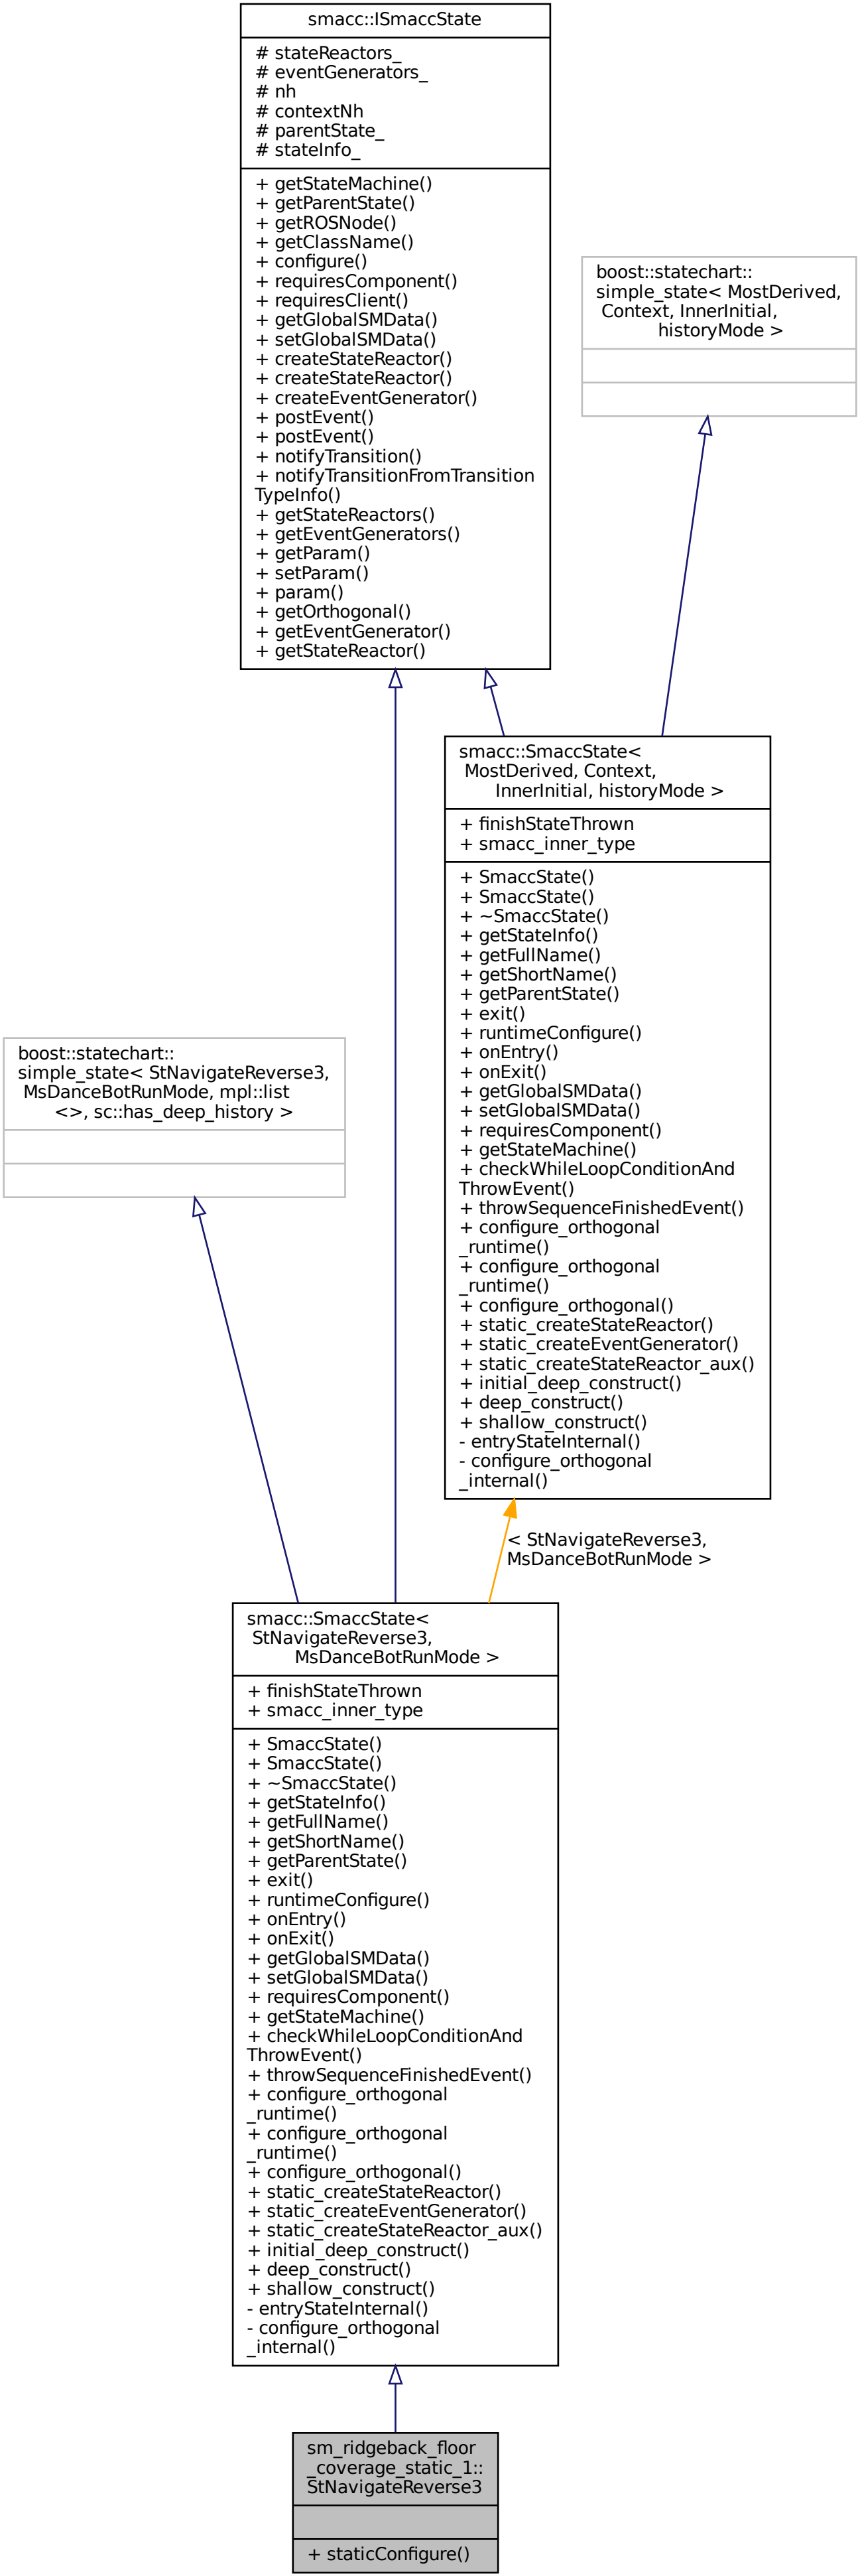 smacc::ISmaccState
# stateReactors_
# eventGenerators_
# nh
# contextNh
# parentState_
# stateInfo_
+ getStateMachine()
+ getParentState()
+ getROSNode()
+ getClassName()
+ configure()
+ requiresComponent()
+ requiresClient()
+ getGlobalSMData()
+ setGlobalSMData()
+ createStateReactor()
+ createStateReactor()
+ createEventGenerator()
+ postEvent()
+ postEvent()
+ notifyTransition()
+ notifyTransitionFromTransition
TypeInfo()
+ getStateReactors()
+ getEventGenerators()
+ getParam()
+ setParam()
+ param()
+ getOrthogonal()
+ getEventGenerator()
+ getStateReactor()
boost::statechart::
simple_state< MostDerived,
Context, InnerInitial,
historyMode >
smacc::SmaccState<
MostDerived, Context,
InnerInitial, historyMode >
+ finishStateThrown
+ smacc_inner_type
+ SmaccState()
+ SmaccState()
+ ~SmaccState()
+ getStateInfo()
+ getFullName()
+ getShortName()
+ getParentState()
+ exit()
+ runtimeConfigure()
+ onEntry()
+ onExit()
+ getGlobalSMData()
+ setGlobalSMData()
+ requiresComponent()
+ getStateMachine()
+ checkWhileLoopConditionAnd
ThrowEvent()
+ throwSequenceFinishedEvent()
+ configure_orthogonal
_runtime()
+ configure_orthogonal
_runtime()
+ configure_orthogonal()
+ static_createStateReactor()
+ static_createEventGenerator()
+ static_createStateReactor_aux()
+ initial_deep_construct()
+ deep_construct()
+ shallow_construct()
- entryStateInternal()
- configure_orthogonal
_internal()
boost::statechart::
simple_state< StNavigateReverse3,
MsDanceBotRunMode, mpl::list
<>, sc::has_deep_history >
< StNavigateReverse3,
MsDanceBotRunMode >
smacc::SmaccState<
StNavigateReverse3,
MsDanceBotRunMode >
+ finishStateThrown
+ smacc_inner_type
+ SmaccState()
+ SmaccState()
+ ~SmaccState()
+ getStateInfo()
+ getFullName()
+ getShortName()
+ getParentState()
+ exit()
+ runtimeConfigure()
+ onEntry()
+ onExit()
+ getGlobalSMData()
+ setGlobalSMData()
+ requiresComponent()
+ getStateMachine()
+ checkWhileLoopConditionAnd
ThrowEvent()
+ throwSequenceFinishedEvent()
+ configure_orthogonal
_runtime()
+ configure_orthogonal
_runtime()
+ configure_orthogonal()
+ static_createStateReactor()
+ static_createEventGenerator()
+ static_createStateReactor_aux()
+ initial_deep_construct()
+ deep_construct()
+ shallow_construct()
- entryStateInternal()
- configure_orthogonal
_internal()
sm_ridgeback_floor
_coverage_static_1::
StNavigateReverse3
+ staticConfigure()